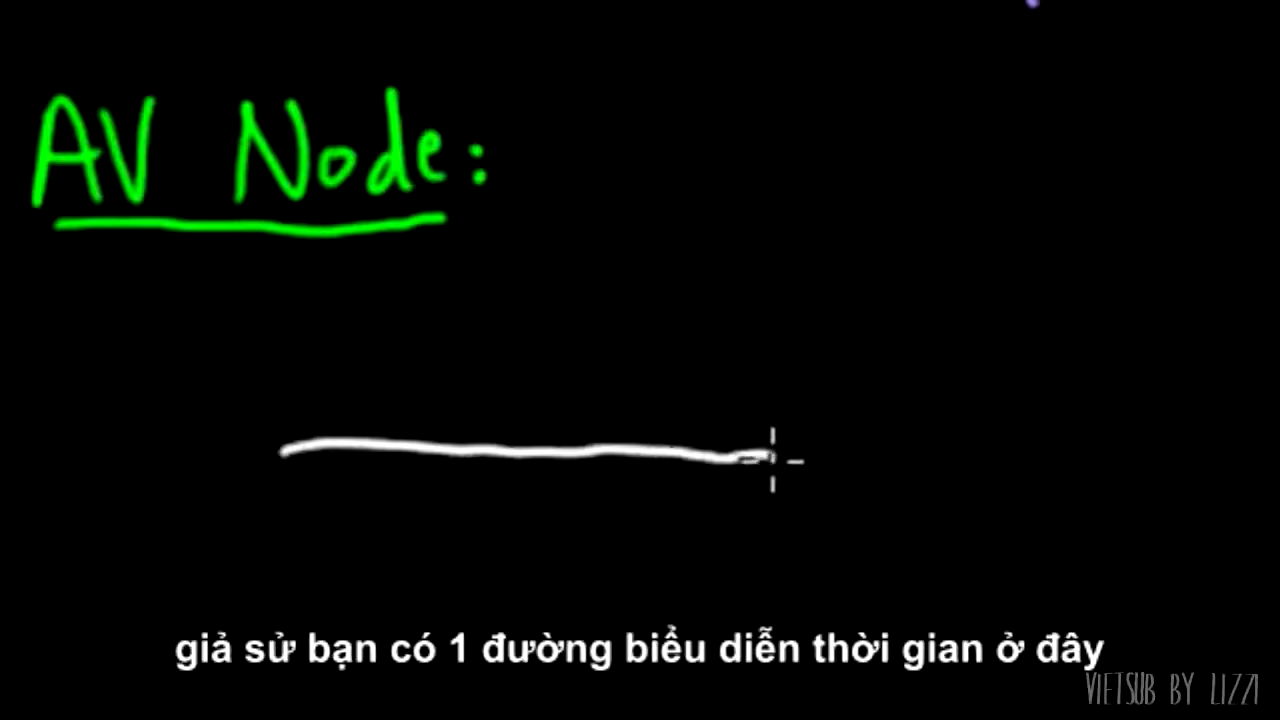 AV Node:
giả sử bạn có 1 đường biểu diễn thời gian ở đây
VIETSUB BY LIZZI